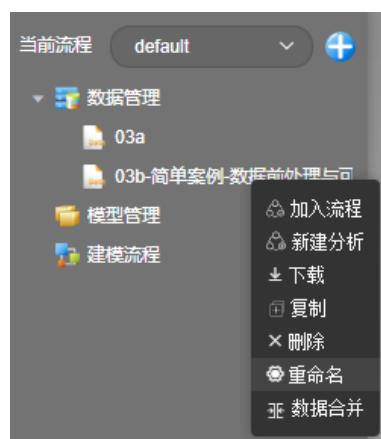 当前流程 default
数据管理
03a
03b-简单案例-数据前处理与可
模型管理
建模流程
加入流程
新建分析
下载
复制
删除
重命名
数据合并